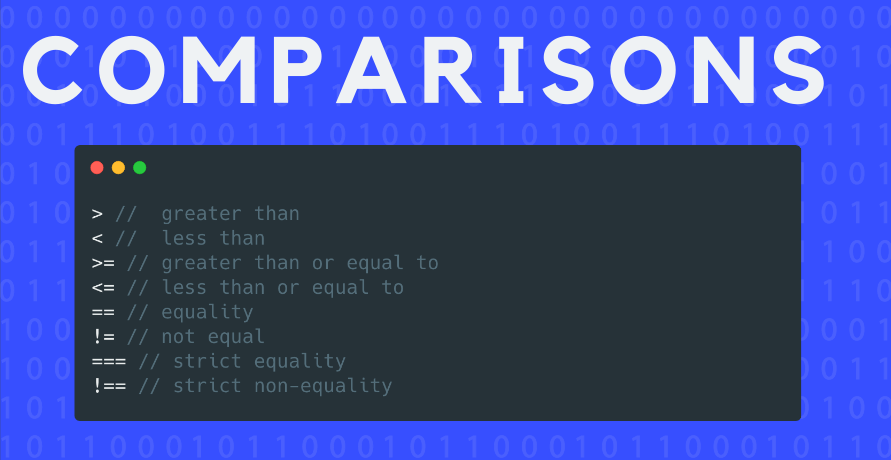 COMPARISONS
> //  greater than
< //  less than
>= // greater than or equal to
<= // less than or equal to
== // equality
!= // not equal
=== // strict equality
!== // strict non-equality